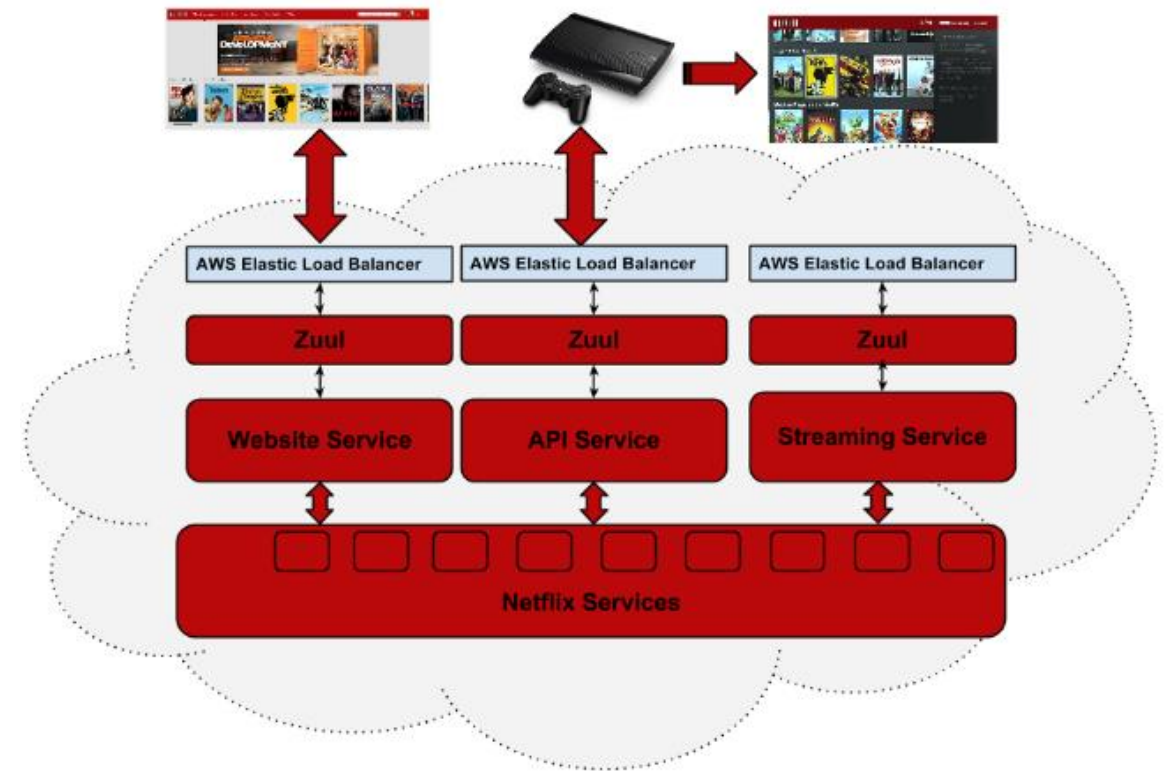 DEVELOPMENT
AWS Elastic Load Balancer
AWS Elastic Load Balancer
AWS Elastic Load Balancer
Zuul
Zuul
Zuul
Website Service
API Service
Streaming Service
Netflix Services